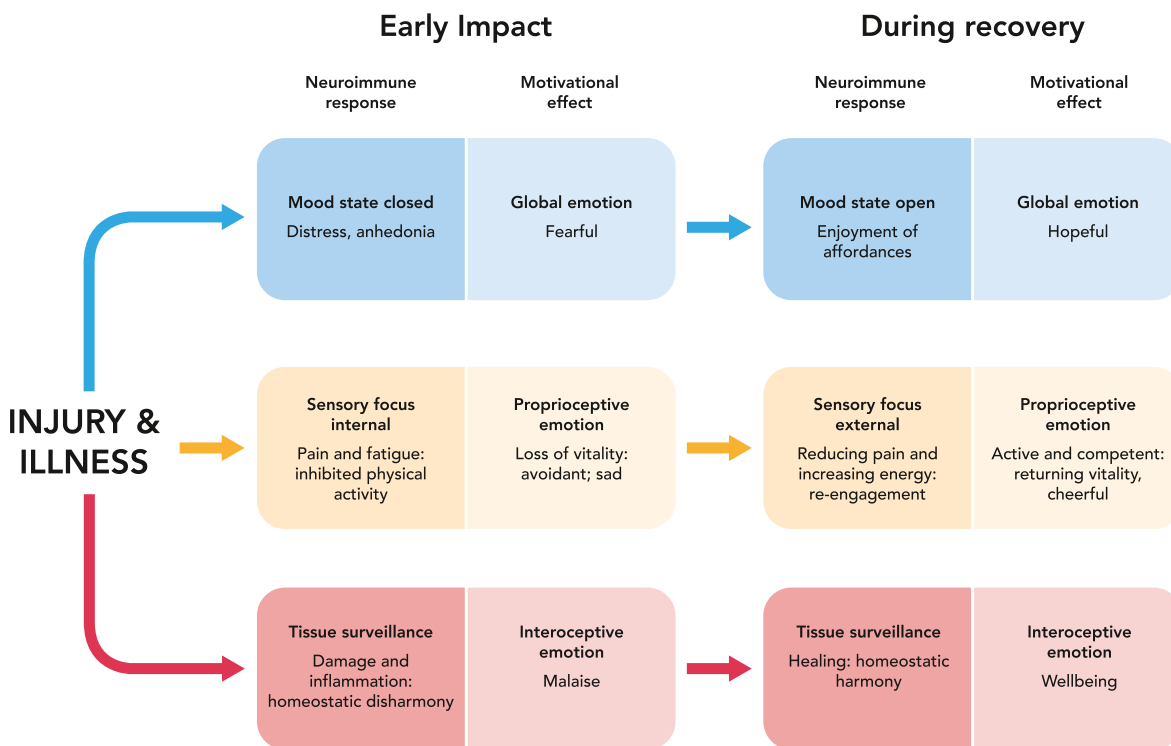 Early Impact
During recovery
Neuroimmune
response
Motivational
effect
Neuroimmune
response
Motivational
effect
Mood state closed
Distress, anhedonia
Global emotion
Fearful
Mood state open
Enjoyment of
affordances
Global emotion
Hopeful
INJURY &
ILLNESS
Sensory focus
internal
Pain and fatigue:
inhibited physical
activity
Proprioceptive
emotion
Loss of vitality:
avoidant; sad
Sensory focus
external
Reducing pain and
increasing energy:
re-engagement
Proprioceptive
emotion
Active and competent:
returning vitality,
cheerful
Tissue surveillance
Damage and
inflammation:
homeostatic disharmony
Interoceptive
emotion
Malaise
Tissue surveillance
Healing: homeostatic
harmony
Interoceptive
emotion
Wellbeing